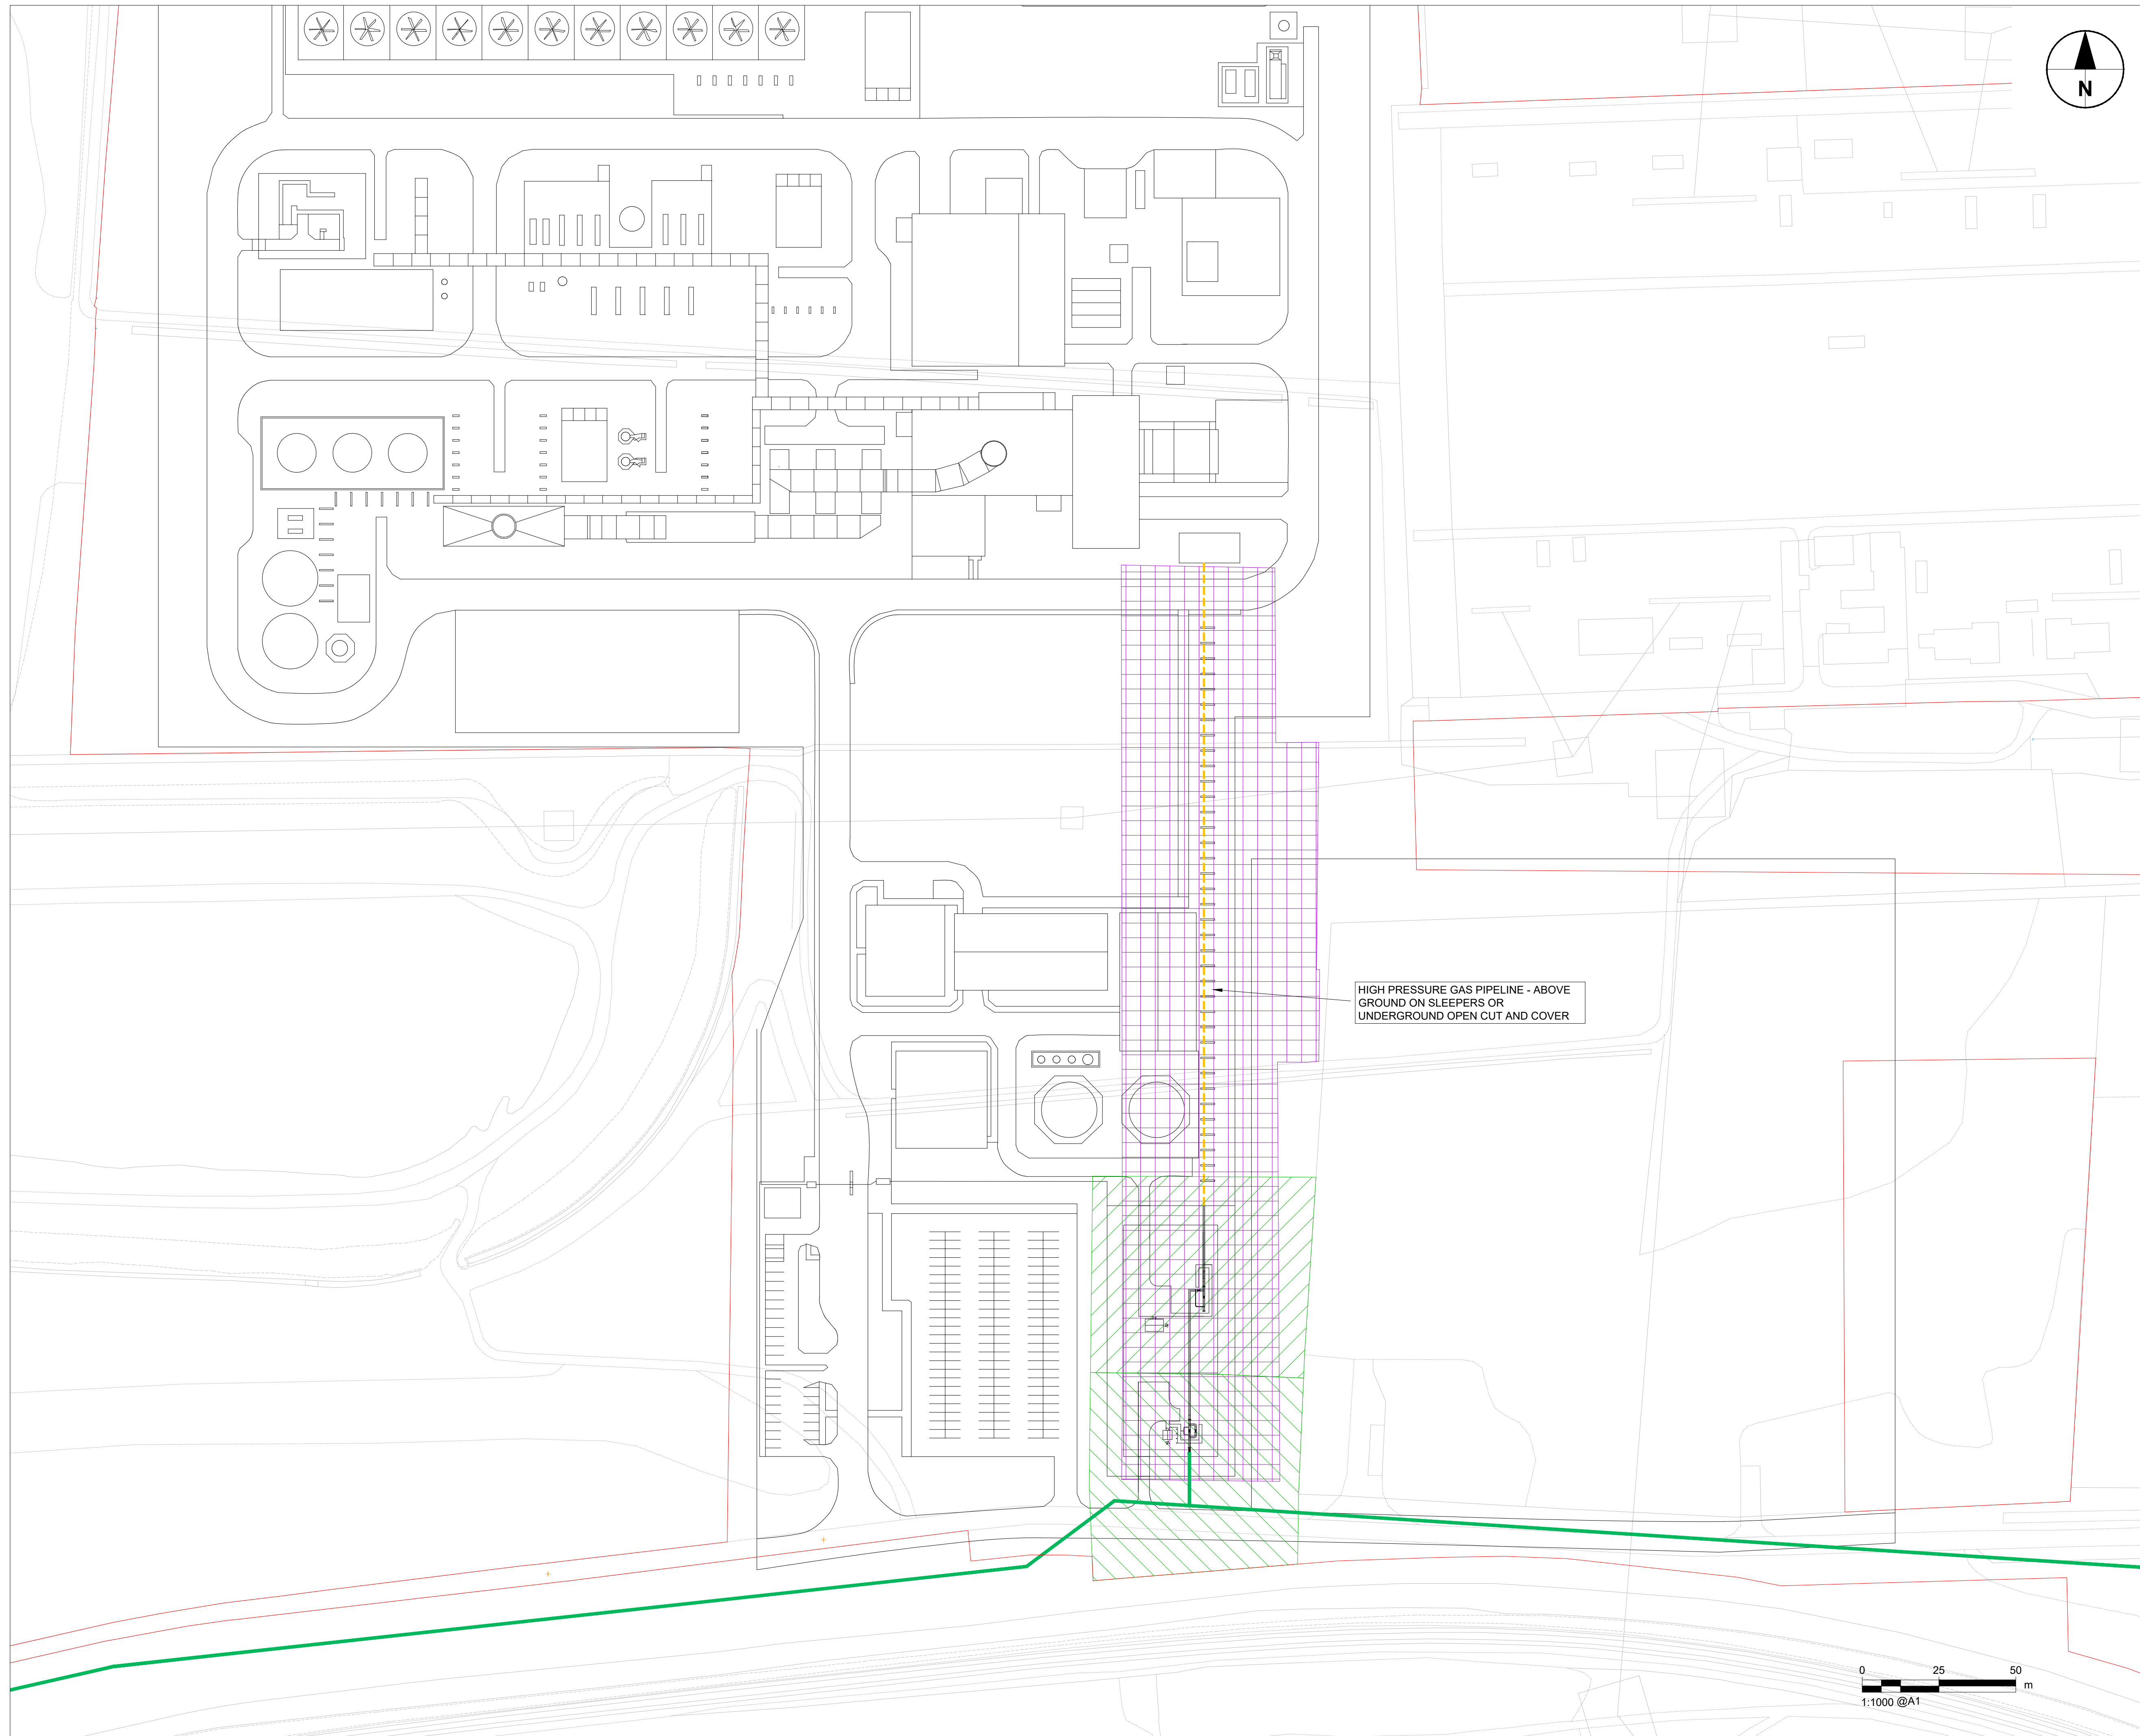 N
HIGH PRESSURE GAS PIPELINE - ABOVE
GROUND ON SLEEPERS OR
UNDERGROUND OPEN CUT AND COVER
0 25 50
m
1:1000 @A1